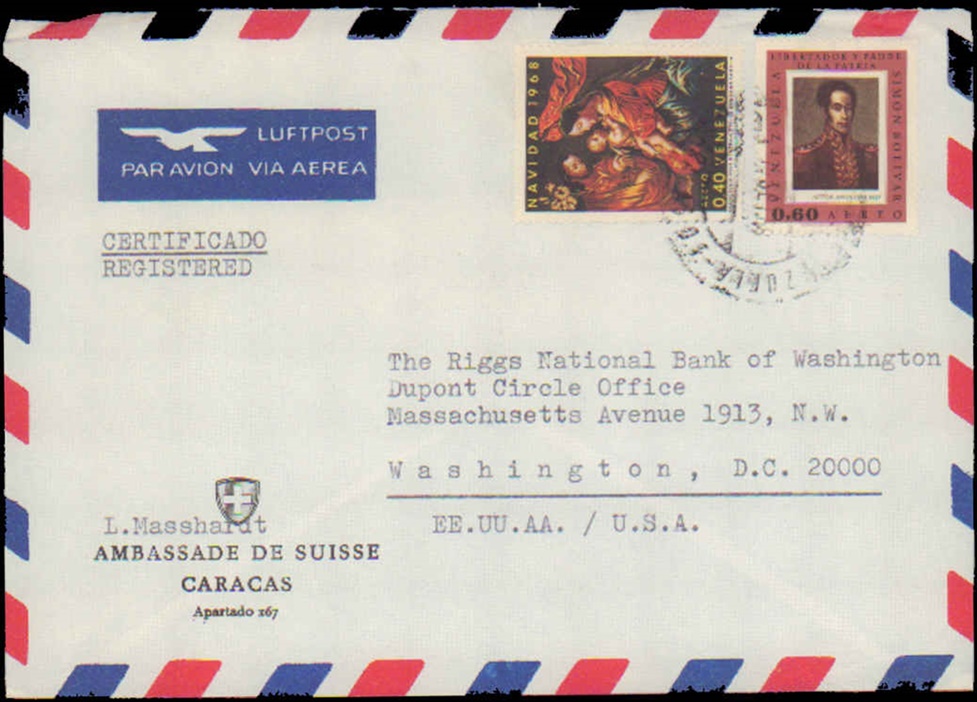 LUFTPOST
PAR AVION VIA AEREA
CERTIFICADO
REGISTERED
NAVIDAD 1968
0.40 VENEZUELA
LIBERTADOR Y PADRE
DE LA PATRIA
SIMON BOLIVAR
VENEZUELA
0.60 AEREO
The Riggs National Bank of Washington
Dupont Circle Office
Massachusetts Avenue 1913, N.W.
Washington, D.C. 20000
EE.UU.AA. / U.S.A.
L.Masshardt
AMBASSADE DE SUISSE
CARACAS
Apartado 167